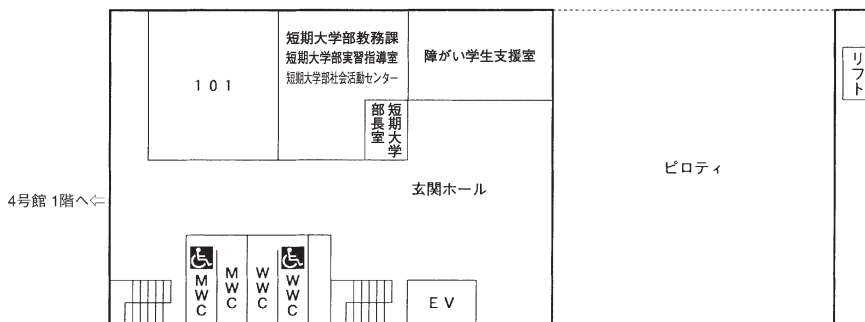 短期大学部教務課
短期大学部実習指導室
短期大学部社会活動センター
障がい学生支援室
101
短期大学
部長室
リフト
ピロティ
玄関ホール
4号館 1階へ⇦
MWC
MWC
WWC
WWC
EV